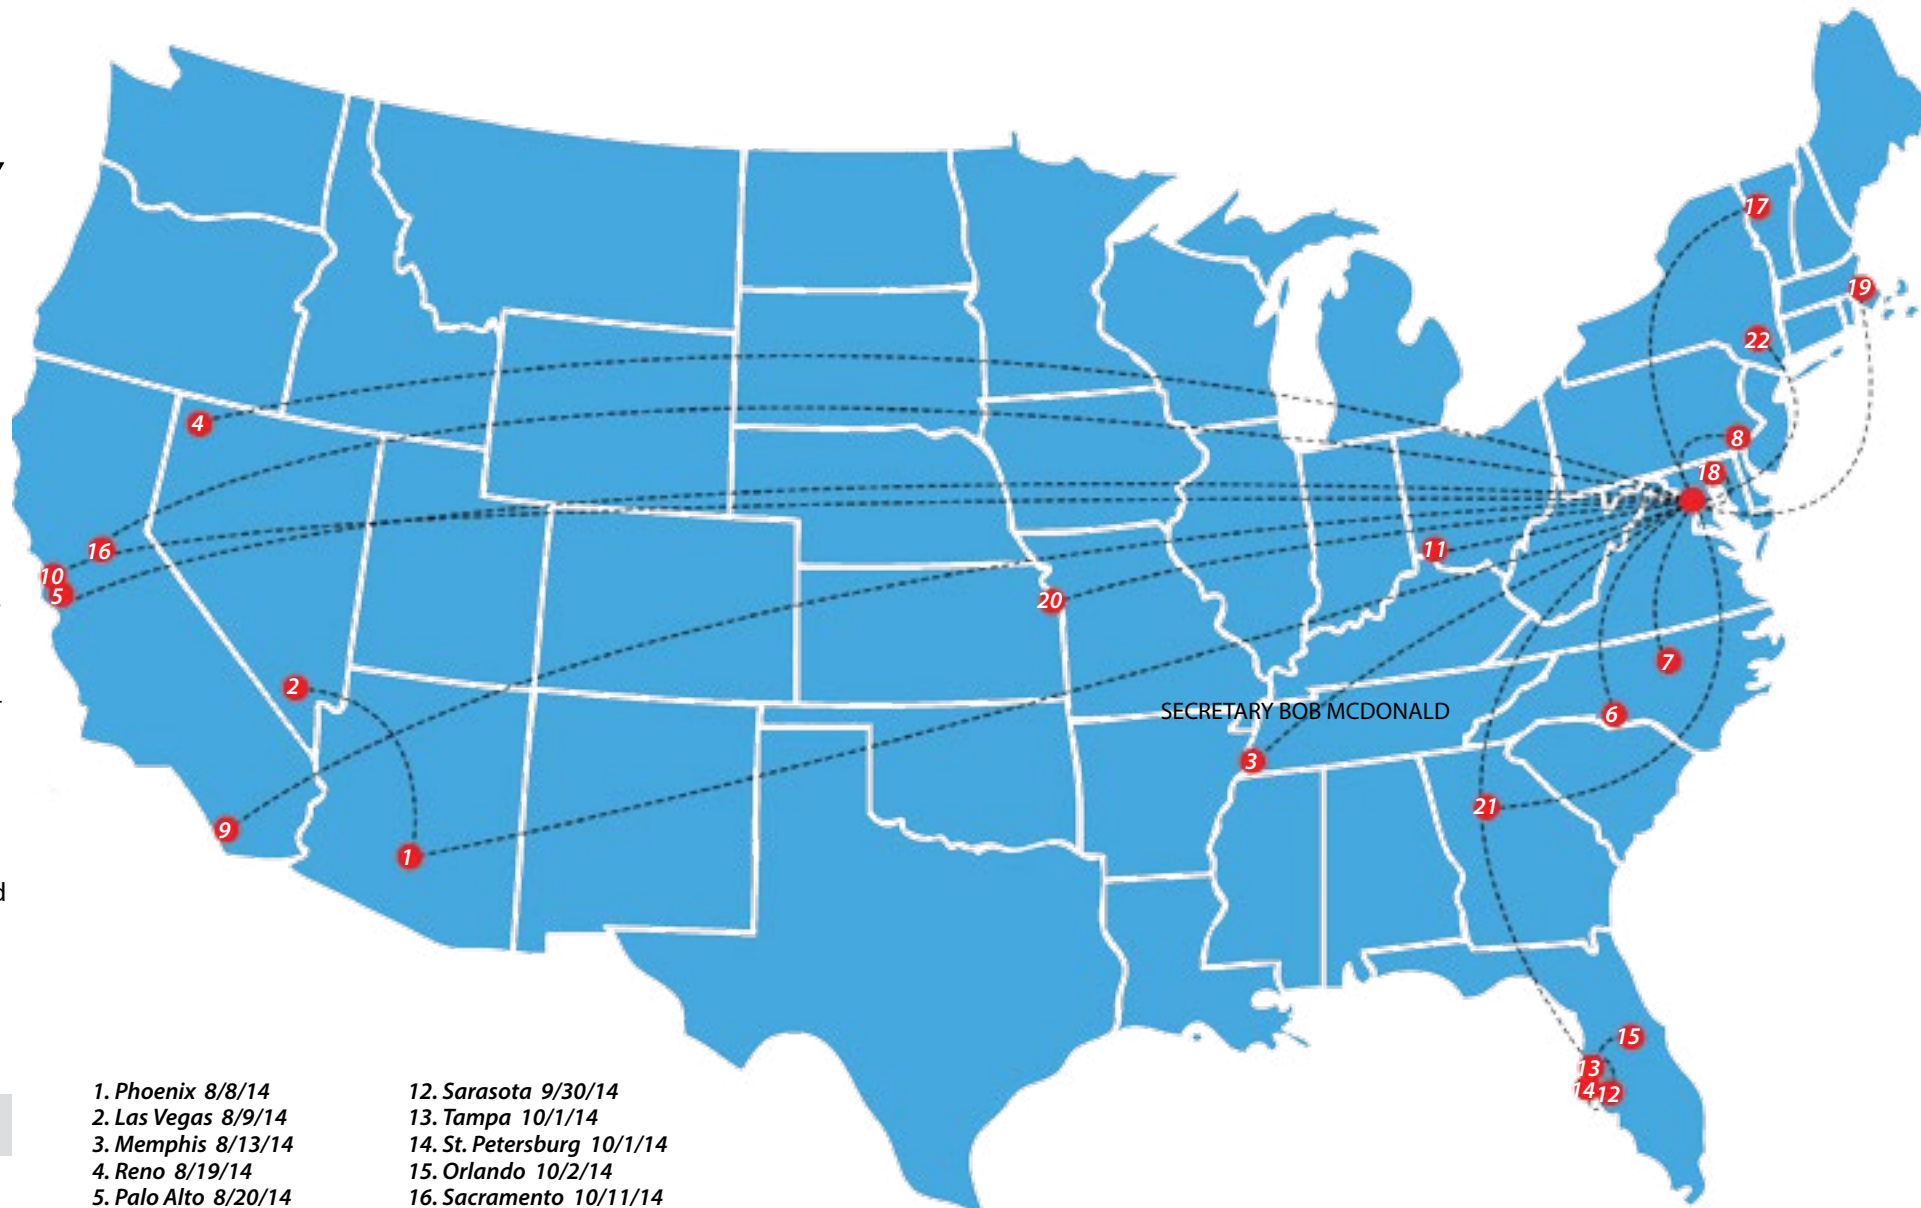 17
19
22
4
8
18
16
11
10
5
20
7
2
SECRETARY BOB MCDONALD
6
3
21
9
1
15
13
14
12
d
1. Phoenix 8/8/14
2. Las Vegas 8/9/14
3. Memphis 8/13/14
4. Reno 8/19/14
5. Palo Alto 8/20/14
12. Sarasota 9/30/14
13. Tampa 10/1/14
14. St. Petersburg 10/1/14
15. Orlando 10/2/14
16. Sacramento 10/11/14